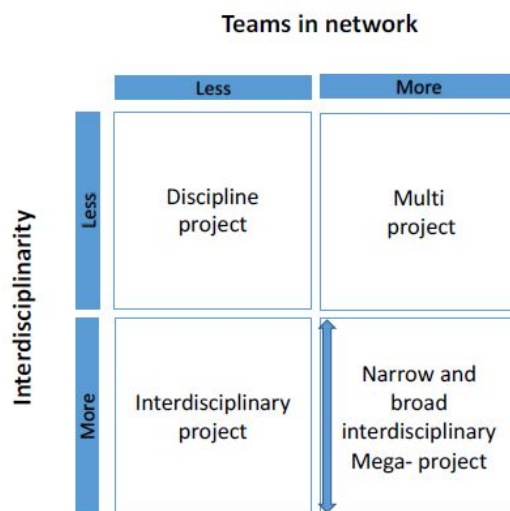 Teams in network
Less
More
Interdisciplinarity
Less
Discipline
project
Multi
project
More
Interdisciplinary
project
Narrow and
broad
interdisciplinary
Mega- project